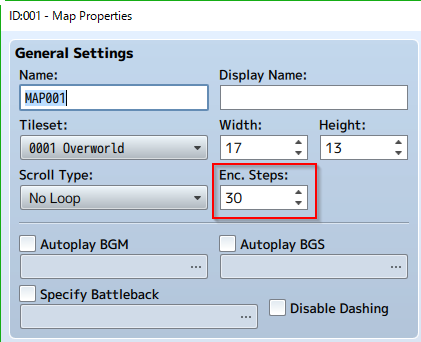 ID:001 - Map Properties
General Settings
Name:
Display Name:
MAP001
Tileset:
Width:
Height:
0001 Overworld
17
13
Scroll Type:
Enc. Steps:
No Loop
30
Autoplay BGM
Autoplay BGS
...
...
Specify Battleback
Disable Dashing
...